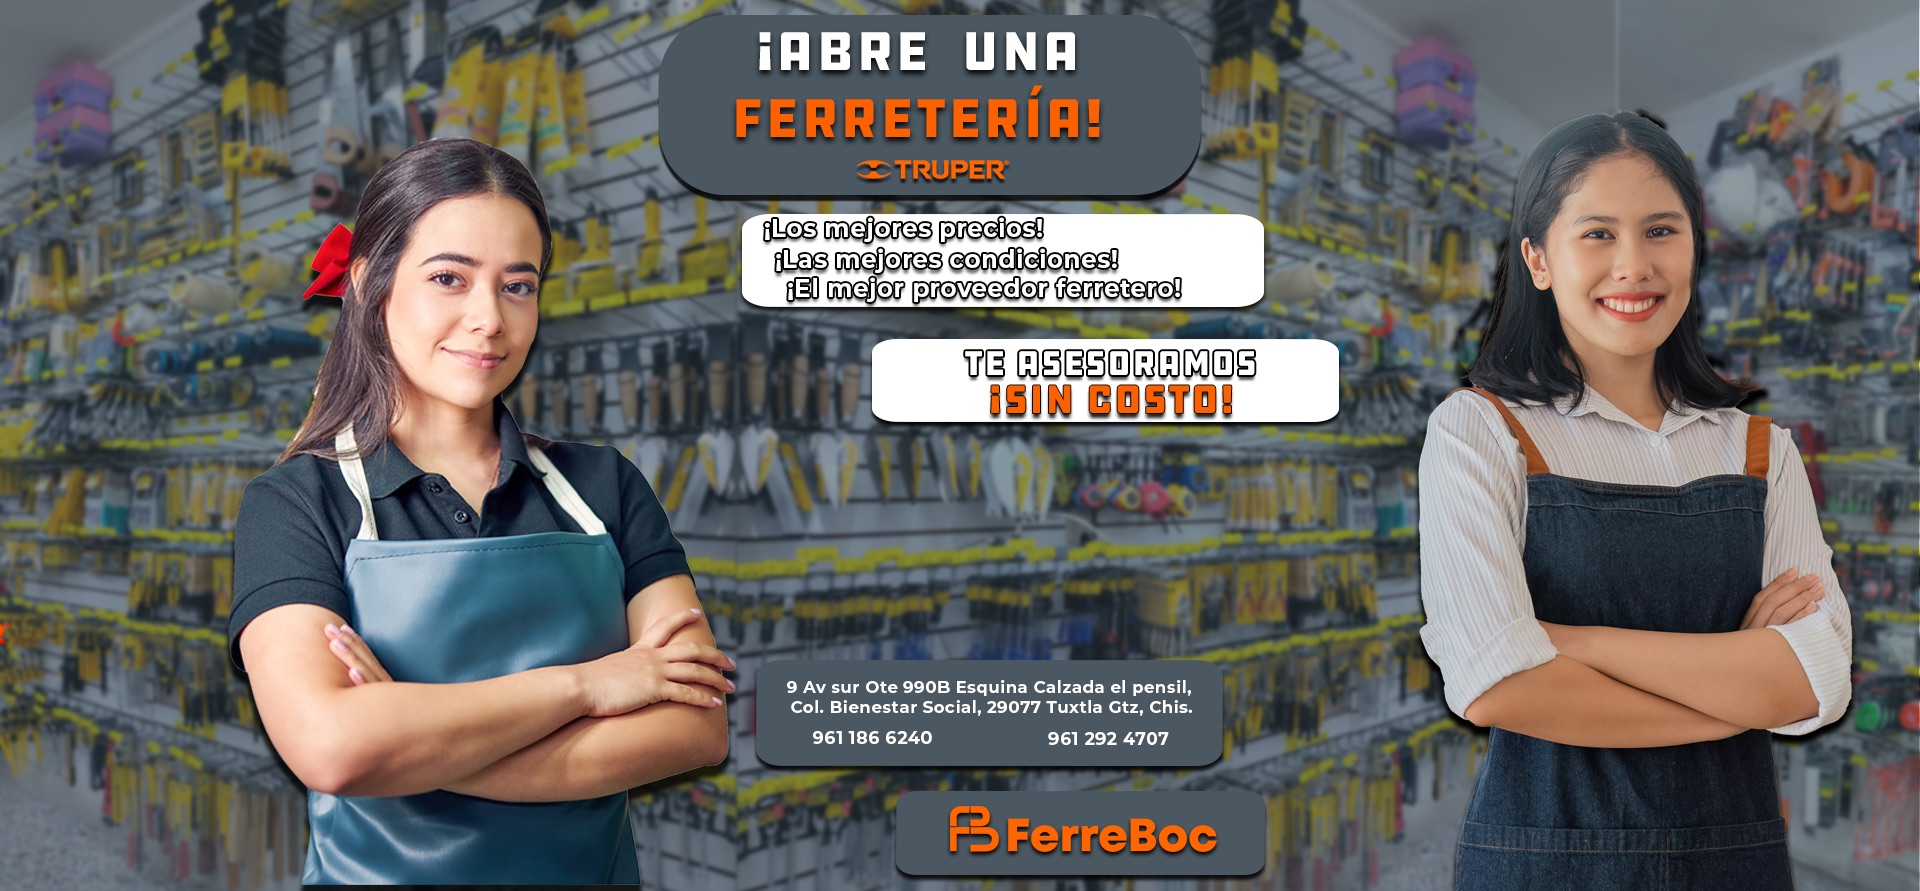 ¡ABRE UNA
FERRETERÍA!
TRUPER®
¡Los mejores precios!
¡Las mejores condiciones!
¡El mejor proveedor ferretero!
TE ASESORAMOS
¡SIN COSTO!
9 Av sur Ote 990B Esquina Calzada el pensil,
Col. Bienestar Social, 29077 Tuxtla Gtz, Chis.
961 186 6240 961 292 4707
FB FerreBoc